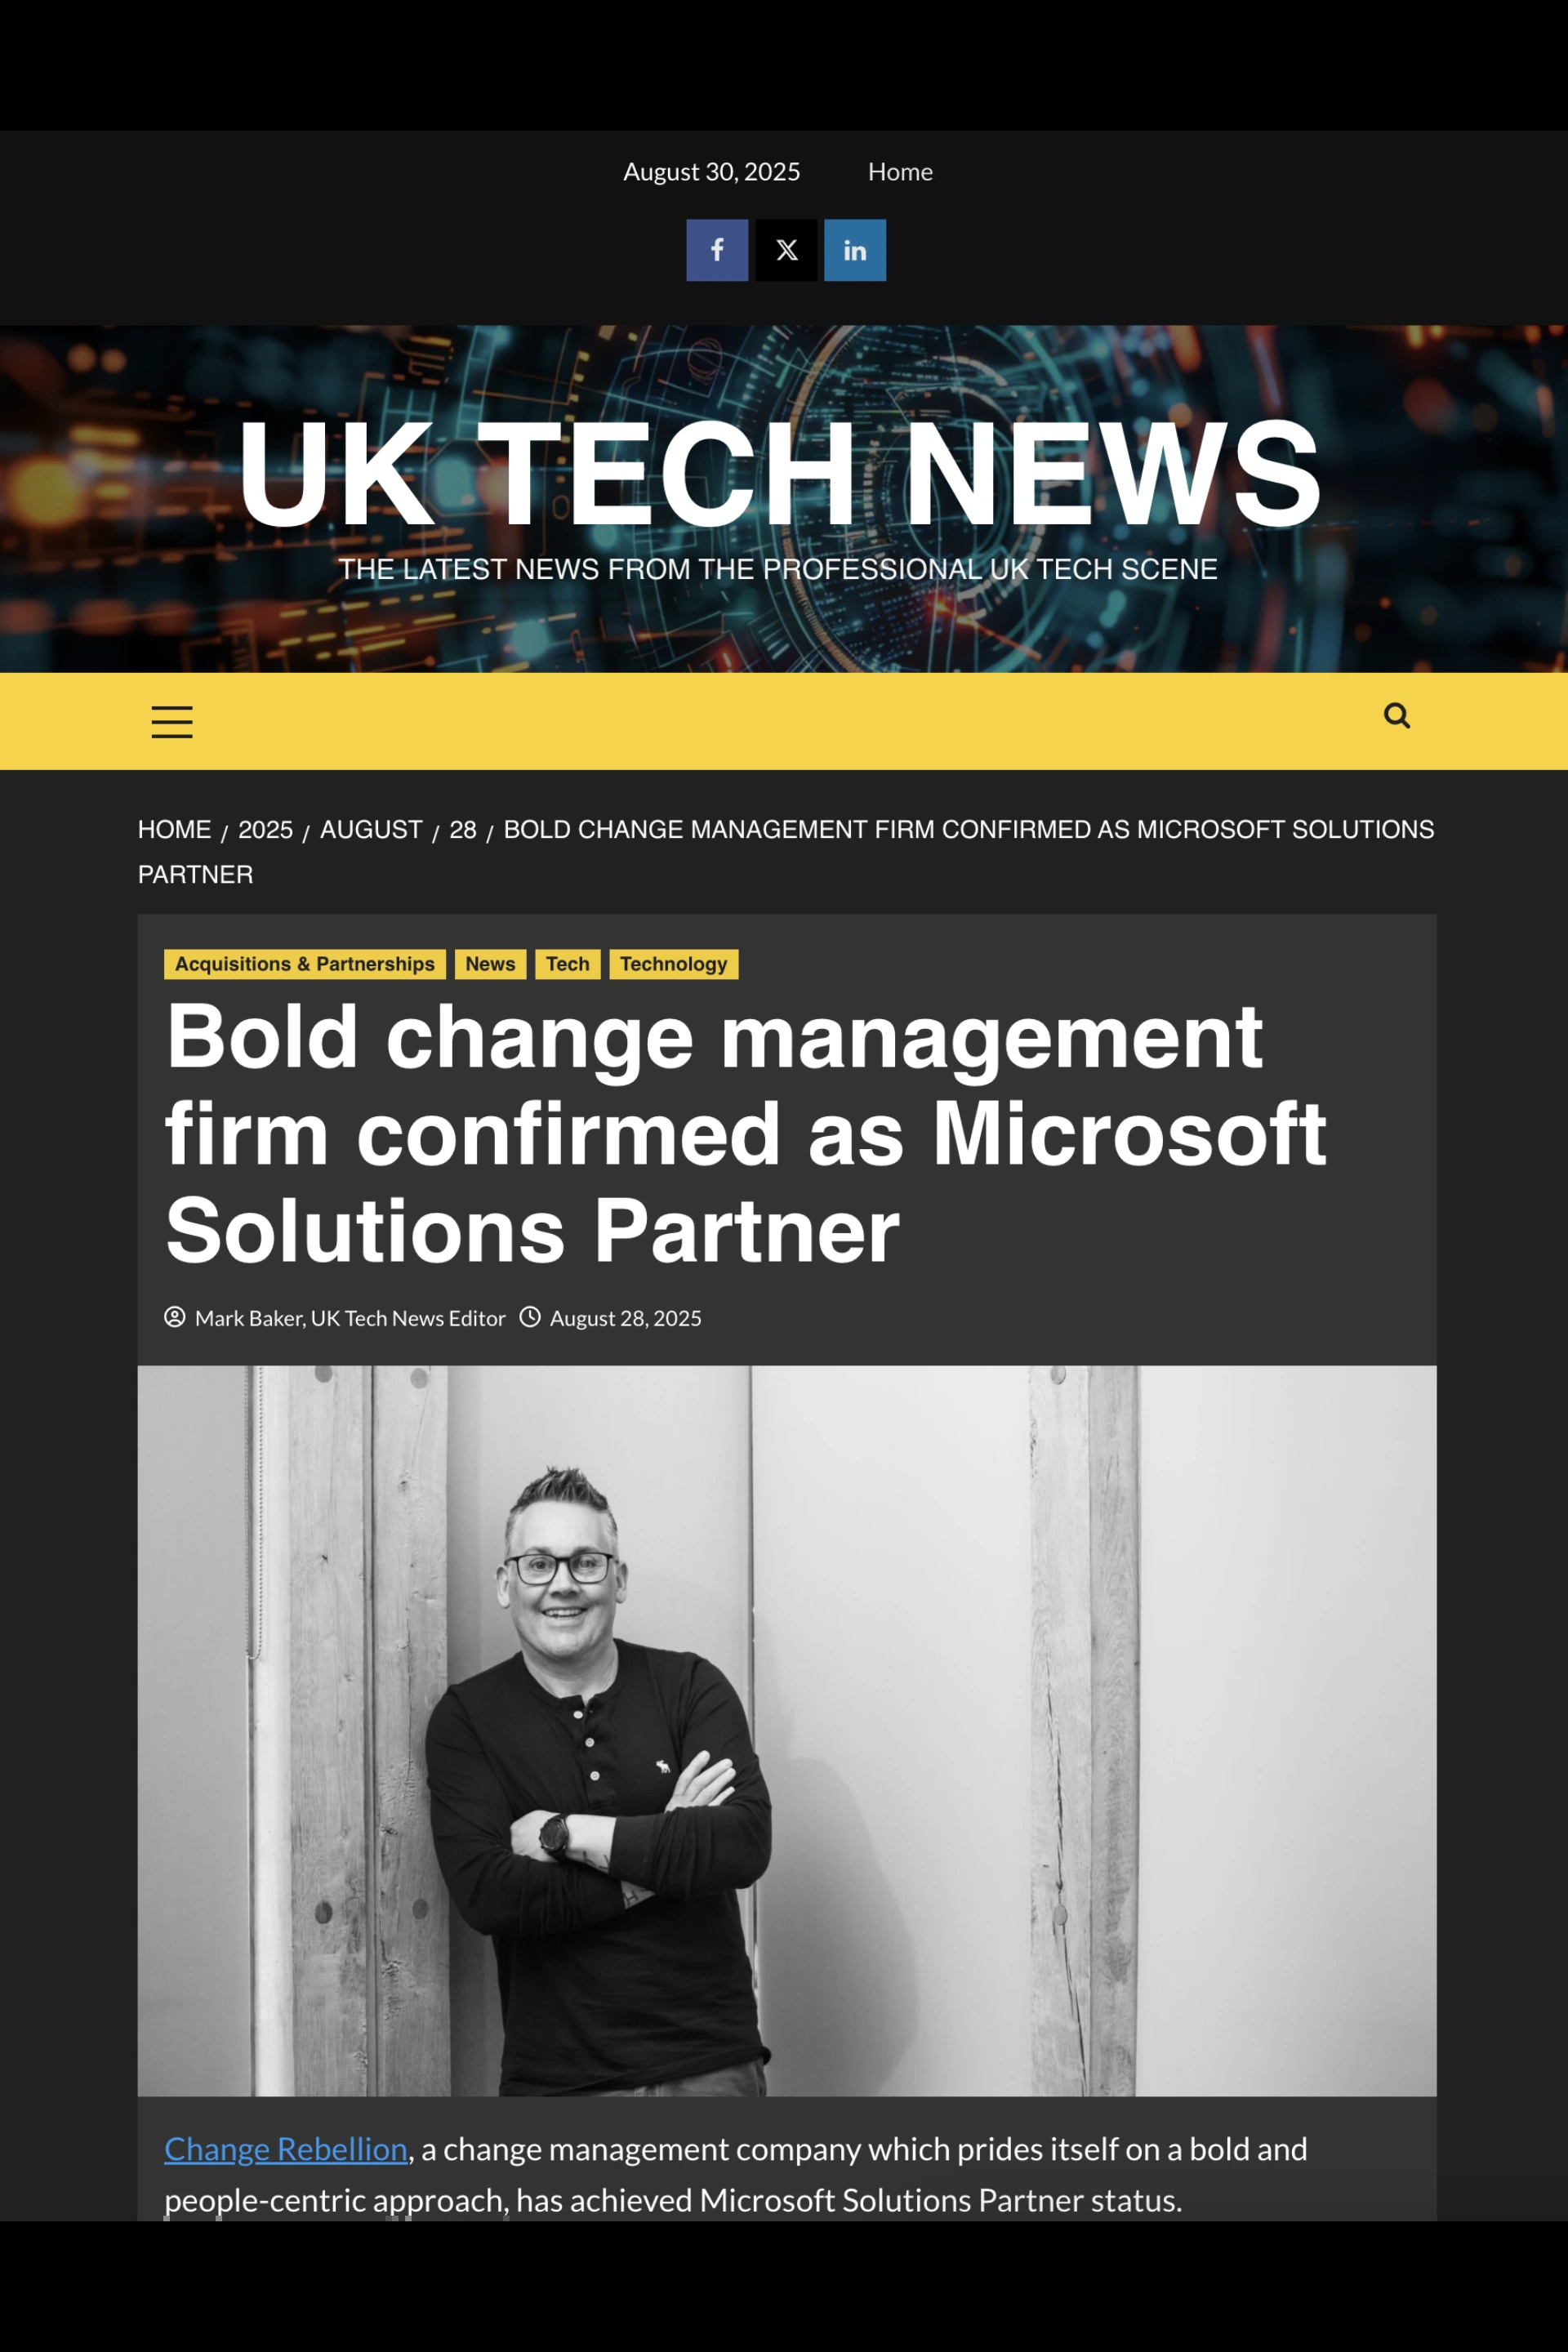 August 30, 2025 Home
f X in
UK TECH NEWS
THE LATEST NEWS FROM THE PROFESSIONAL UK TECH SCENE
HOME / 2025 / AUGUST / 28 / BOLD CHANGE MANAGEMENT FIRM CONFIRMED AS MICROSOFT SOLUTIONS
PARTNER
Acquisitions & Partnerships News Tech Technology
Bold change management
firm confirmed as Microsoft
Solutions Partner
Mark Baker, UK Tech News Editor August 28, 2025
Change Rebellion, a change management company which prides itself on a bold and
people-centric approach, has achieved Microsoft Solutions Partner status.